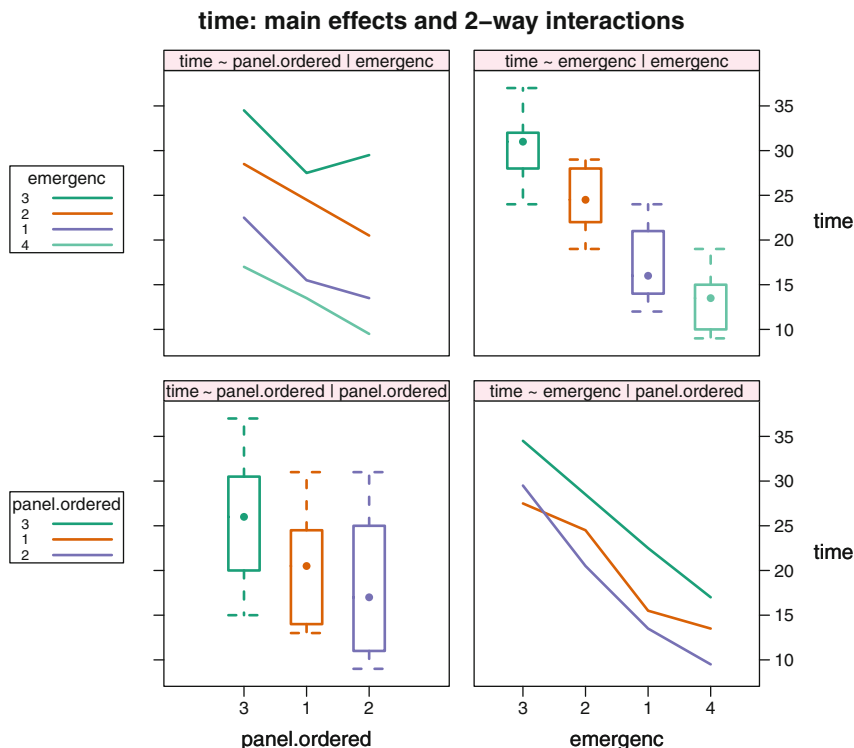 time: main effects and 2−way interactions
time ~ panel.ordered | emergenc
time ~ emergenc | emergenc
emergenc
3
2
1
4
35
30
25
20
15
10
time
time ~ panel.ordered | panel.ordered
time ~ emergenc | panel.ordered
panel.ordered
3
1
2
35
30
25
20
15
10
time
3 1 2
3 2 1 4
panel.ordered
emergenc